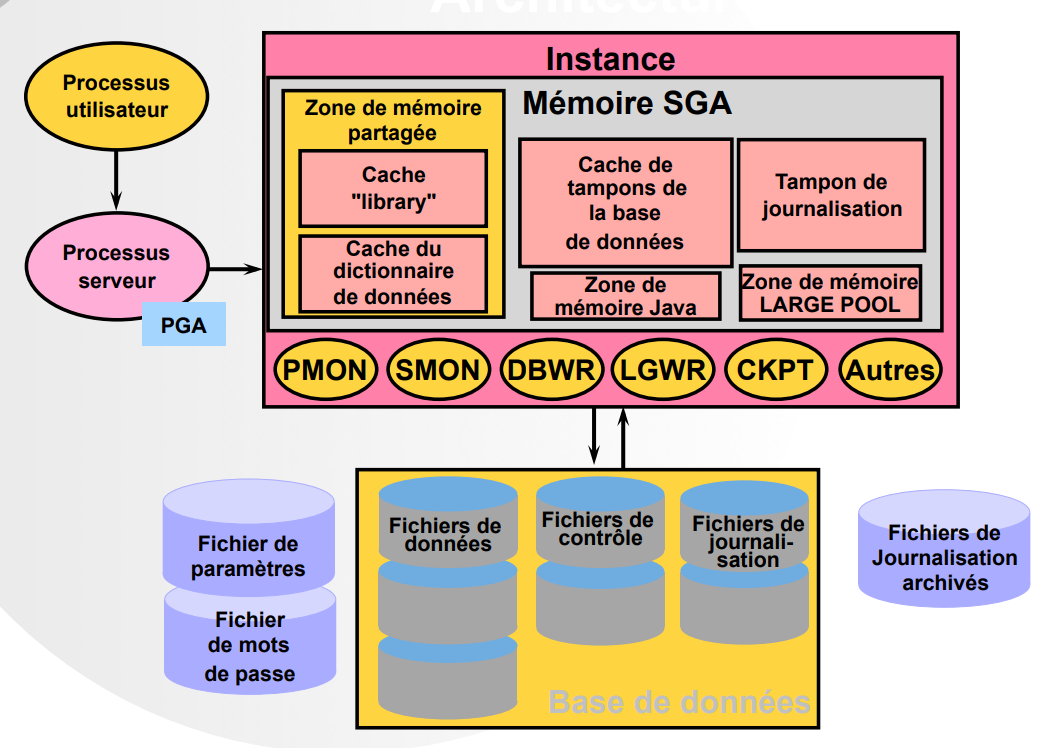 Architecture
Instance
Processus
utilisateur
Mémoire SGA
Zone de mémoire
partagée
Cache
"library"
Cache du
dictionnaire
de données
Cache de
tampons de
la base
de données
Tampon de
journalisation
Zone de
mémoire Java
Zone de mémoire
LARGE POOL
Processus
serveur
PGA
PMON
SMON
DBWR
LGWR
CKPT
Autres
Fichier de
paramètres
Fichier
de mots
de passe
Fichiers de
données
Fichiers de
contrôle
Fichiers de
journali-
sation
Base de données
Fichiers de
Journalisation
archivés